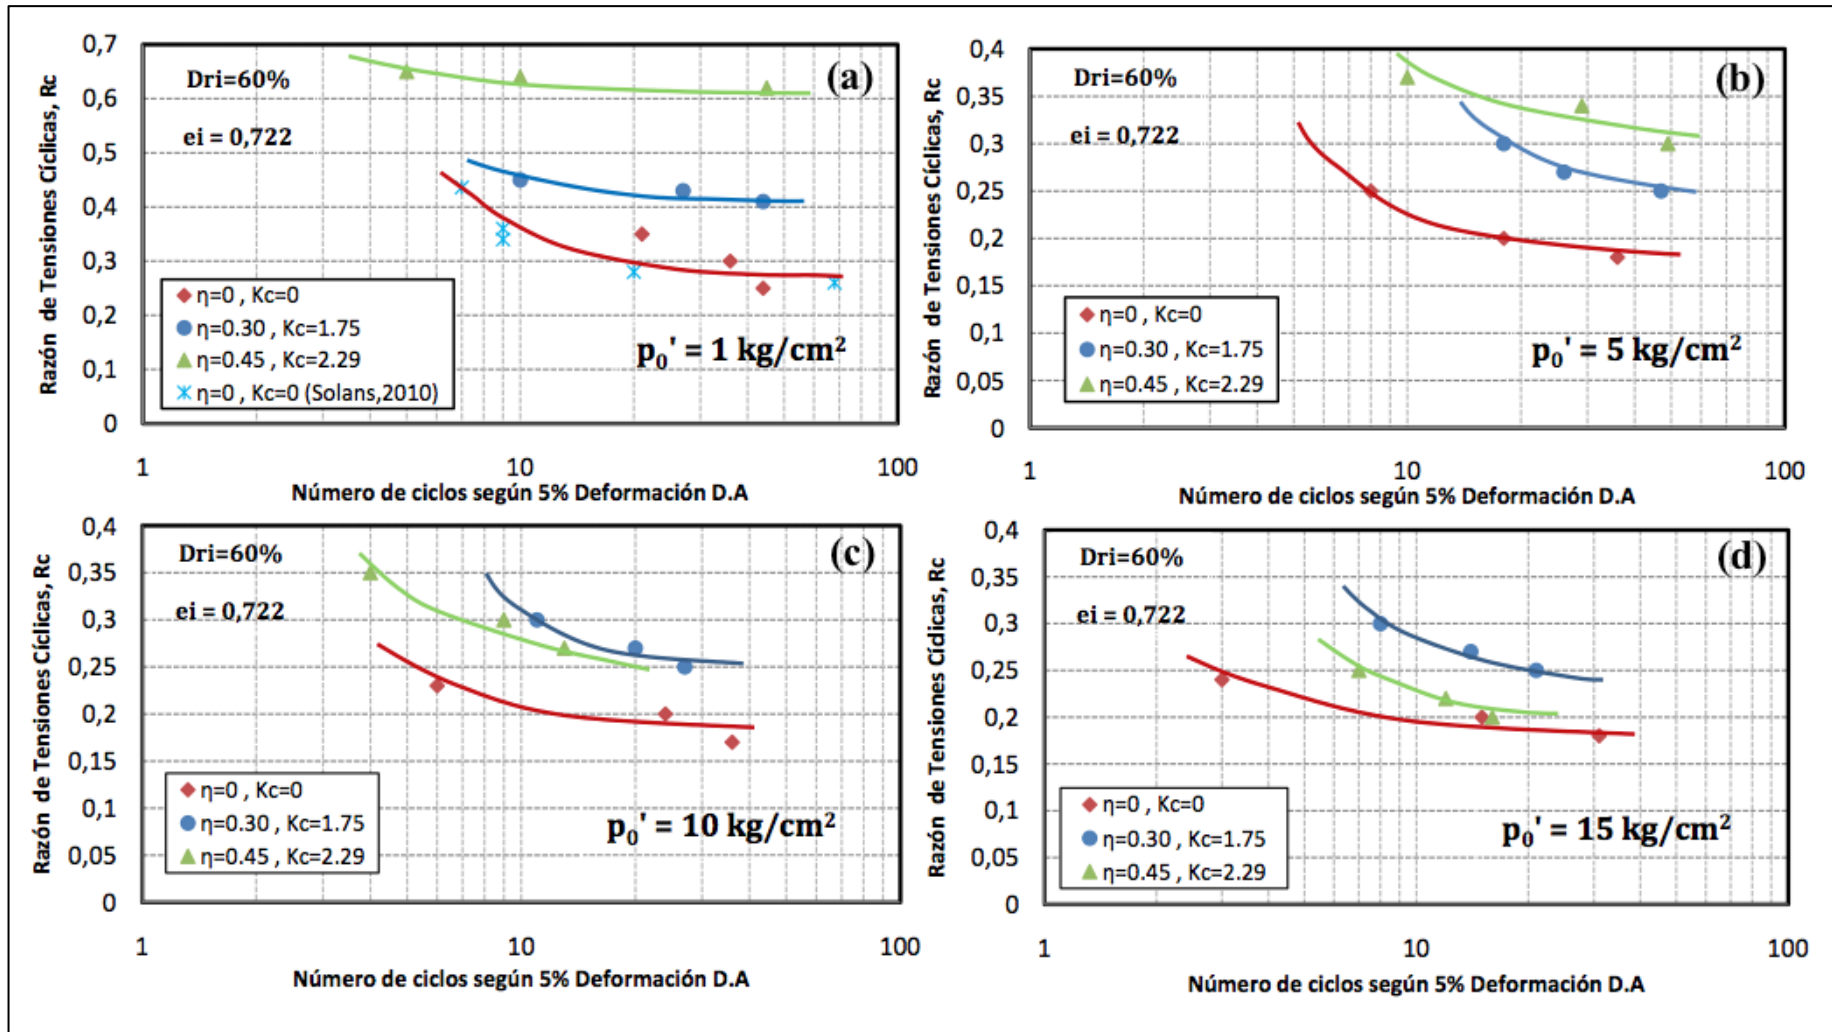 (a)
Dri=60%
ei = 0,722
Razón de Tensiones Cíclicas, Rc
0,7
0,6
0,5
0,4
0,3
0,2
0,1
0
η=0 , Kc=0
η=0.30 , Kc=1.75
η=0.45 , Kc=2.29
η=0 , Kc=0 (Solans,2010)
p₀' = 1 kg/cm²
1
10
100
Número de ciclos según 5% Deformación D.A
(b)
Dri=60%
ei = 0,722
Razón de Tensiones Cíclicas, Rc
0,4
0,35
0,3
0,25
0,2
0,15
0,1
0,05
0
η=0 , Kc=0
η=0.30 , Kc=1.75
η=0.45 , Kc=2.29
p₀' = 5 kg/cm²
1
10
100
Número de ciclos según 5% Deformación D.A
(c)
Dri=60%
ei = 0,722
Razón de Tensiones Cíclicas, Rc
0,4
0,35
0,3
0,25
0,2
0,15
0,1
0,05
0
η=0 , Kc=0
η=0.30 , Kc=1.75
η=0.45 , Kc=2.29
p₀' = 10 kg/cm²
1
10
100
Número de ciclos según 5% Deformación D.A
(d)
Dri=60%
ei = 0,722
Razón de Tensiones Cíclicas, Rc
0,4
0,35
0,3
0,25
0,2
0,15
0,1
0,05
0
η=0 , Kc=0
η=0.30 , Kc=1.75
η=0.45 , Kc=2.29
p₀' = 15 kg/cm²
1
10
100
Número de ciclos según 5% Deformación D.A